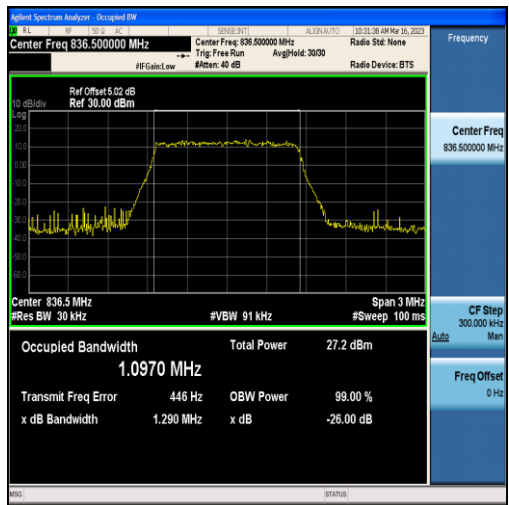 Agilent Spectrum Analyzer - Occupied BW
RL RF 50 Ω AC SENSE:INT ALIGN AUTO 10:31:38 AM Mar 16, 2023
Center Freq 836.500000 MHz
Center Freq: 836.500000 MHz
Radio Std: None
Trig: Free Run
Avg|Hold: 30/30
#IFGain:Low
#Atten: 40 dB
Radio Device: BTS
Frequency
Ref Offset 5.02 dB
10 dB/div Ref 30.00 dBm
Log
20.0
10.0
0.00
-10.0
-20.0
-30.0
-40.0
-50.0
-60.0
Center 836.5 MHz
Span 3 MHz
#Res BW 30 kHz
#VBW 91 kHz
#Sweep 100 ms
Center Freq
836.500000 MHz
CF Step
300.000 kHz
Auto Man
Freq Offset
0 Hz
Occupied Bandwidth
1.0970 MHz
Total Power 27.2 dBm
Transmit Freq Error 446 Hz
OBW Power 99.00 %
x dB Bandwidth 1.290 MHz
x dB -26.00 dB
MSG
STATUS